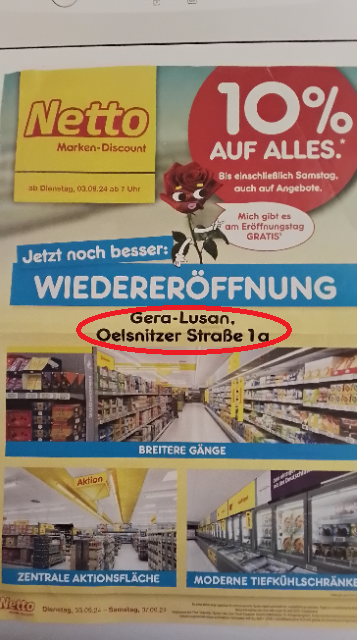 Netto
Marken-Discount
ab Dienstag, 03.09.24 ab 7 Uhr
10%
AUF ALLES.*
Bis einschließlich Samstag,
auch auf Angebote.
Mich gibt es
am Eröffnungstag
GRATIS*
Jetzt noch besser:
WIEDERERÖFFNUNG
Gera-Lusan,
Oelsnitzer Straße 1a
BREITERE GÄNGE
Aktion
ZENTRALE AKTIONSFLÄCHE
MODERNE TIEFKÜHLSCHRÄNKE
Netto
Dienstag, 03.09.24 – Samstag, 07.09.24